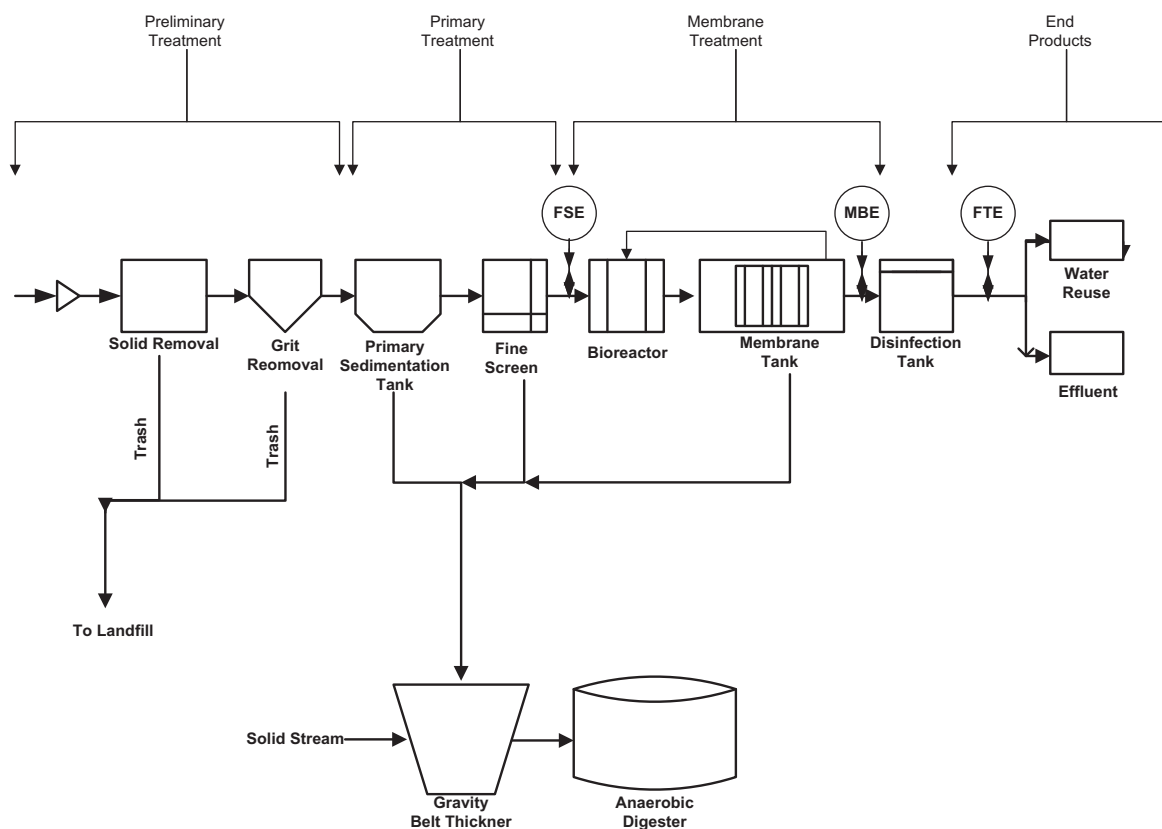 Preliminary
Treatment
Primary
Treatment
Membrane
Treatment
End
Products
FSE
MBE
FTE
Solid Removal
Grit
Reomoval
Primary
Sedimentation
Tank
Fine
Screen
Bioreactor
Membrane
Tank
Disinfection
Tank
Water
Reuse
Effluent
Trash
Trash
To Landfill
Solid Stream
Gravity
Belt Thickner
Anaerobic
Digester